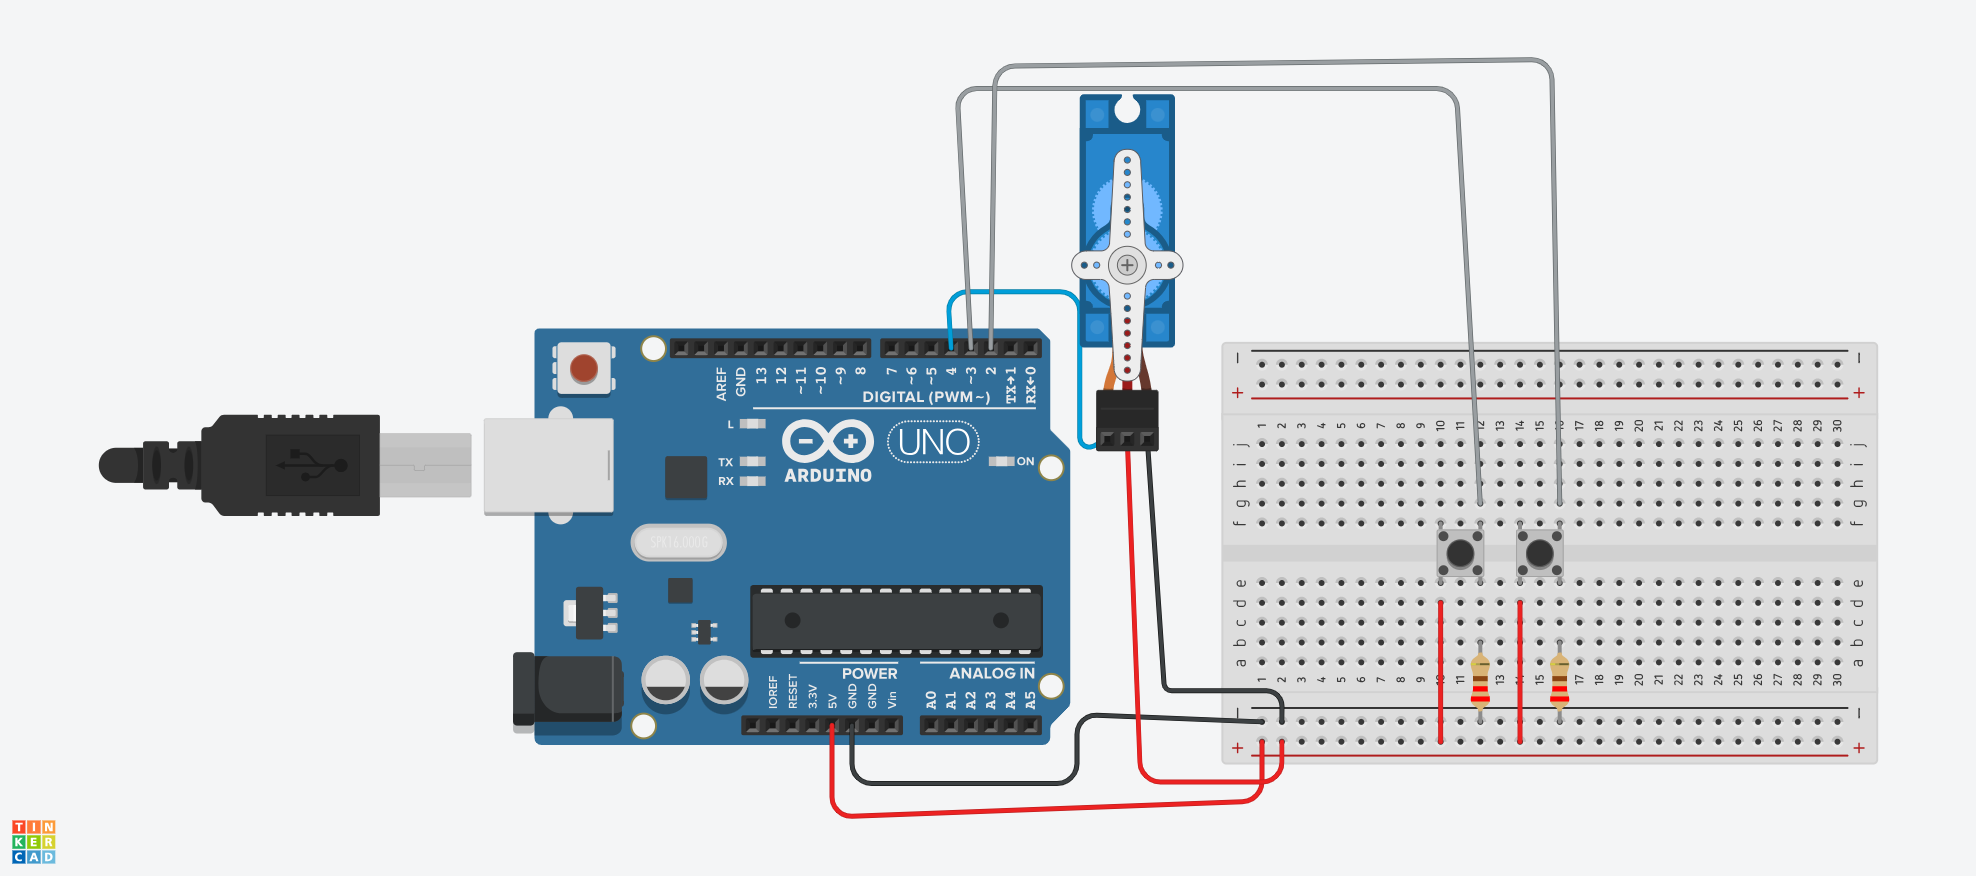 AREF
GND
13
12
~11
~10
~9
8
7
~6
~5
4
~3
2
TX→1
RX←0
DIGITAL (PWM~)
L
TX
RX
ARDUINO
UNO
ON
SPK16.000G
POWER
ANALOG IN
IOREF
RESET
3.3V
5V
GND
GND
Vin
A0
A1
A2
A3
A4
A5
− −
+ +
1 2 3 4 5 6 7 8 9 10 11 12 13 14 15 16 17 18 19 20 21 22 23 24 25 26 27 28 29 30
j j
i i
h h
g g
f f
e e
d d
c c
b b
a a
1 2 3 4 5 6 7 8 9 10 11 13 14 15 17 18 19 20 21 22 23 24 25 26 27 28 29 30
− −
+ +
TIN
KER
CAD